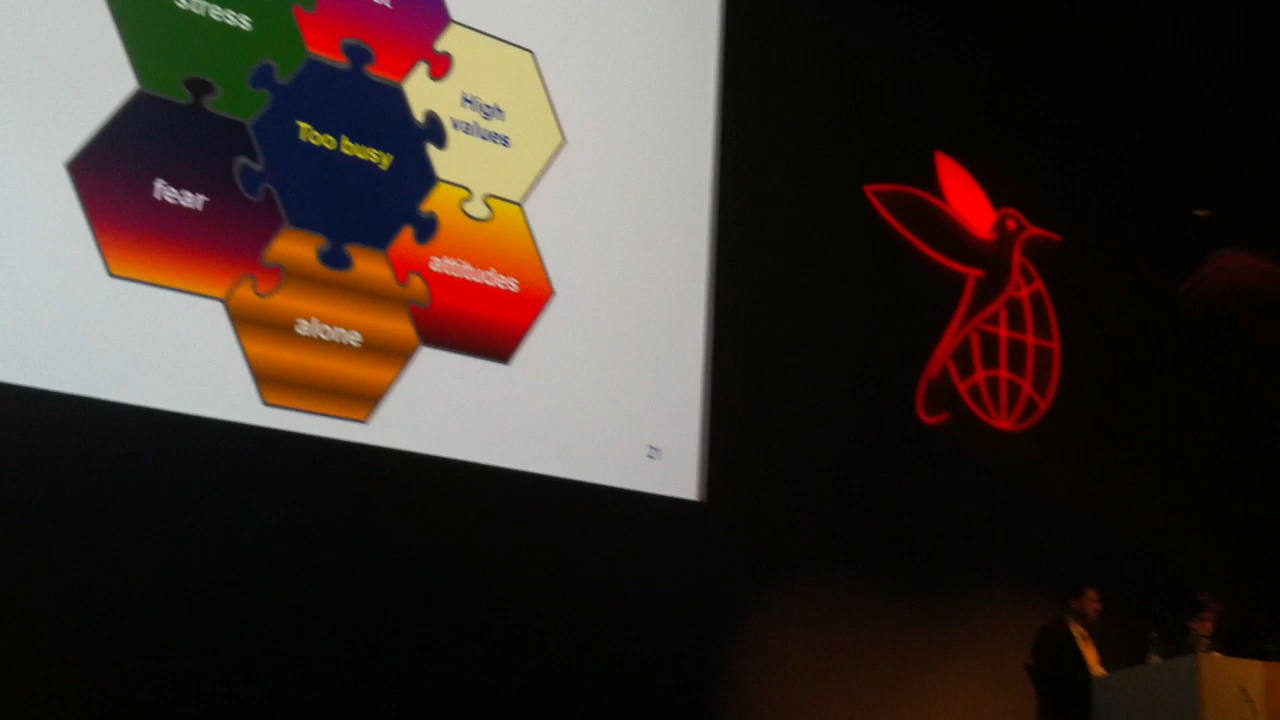 stress
High
values
Too busy
fear
attitudes
alone